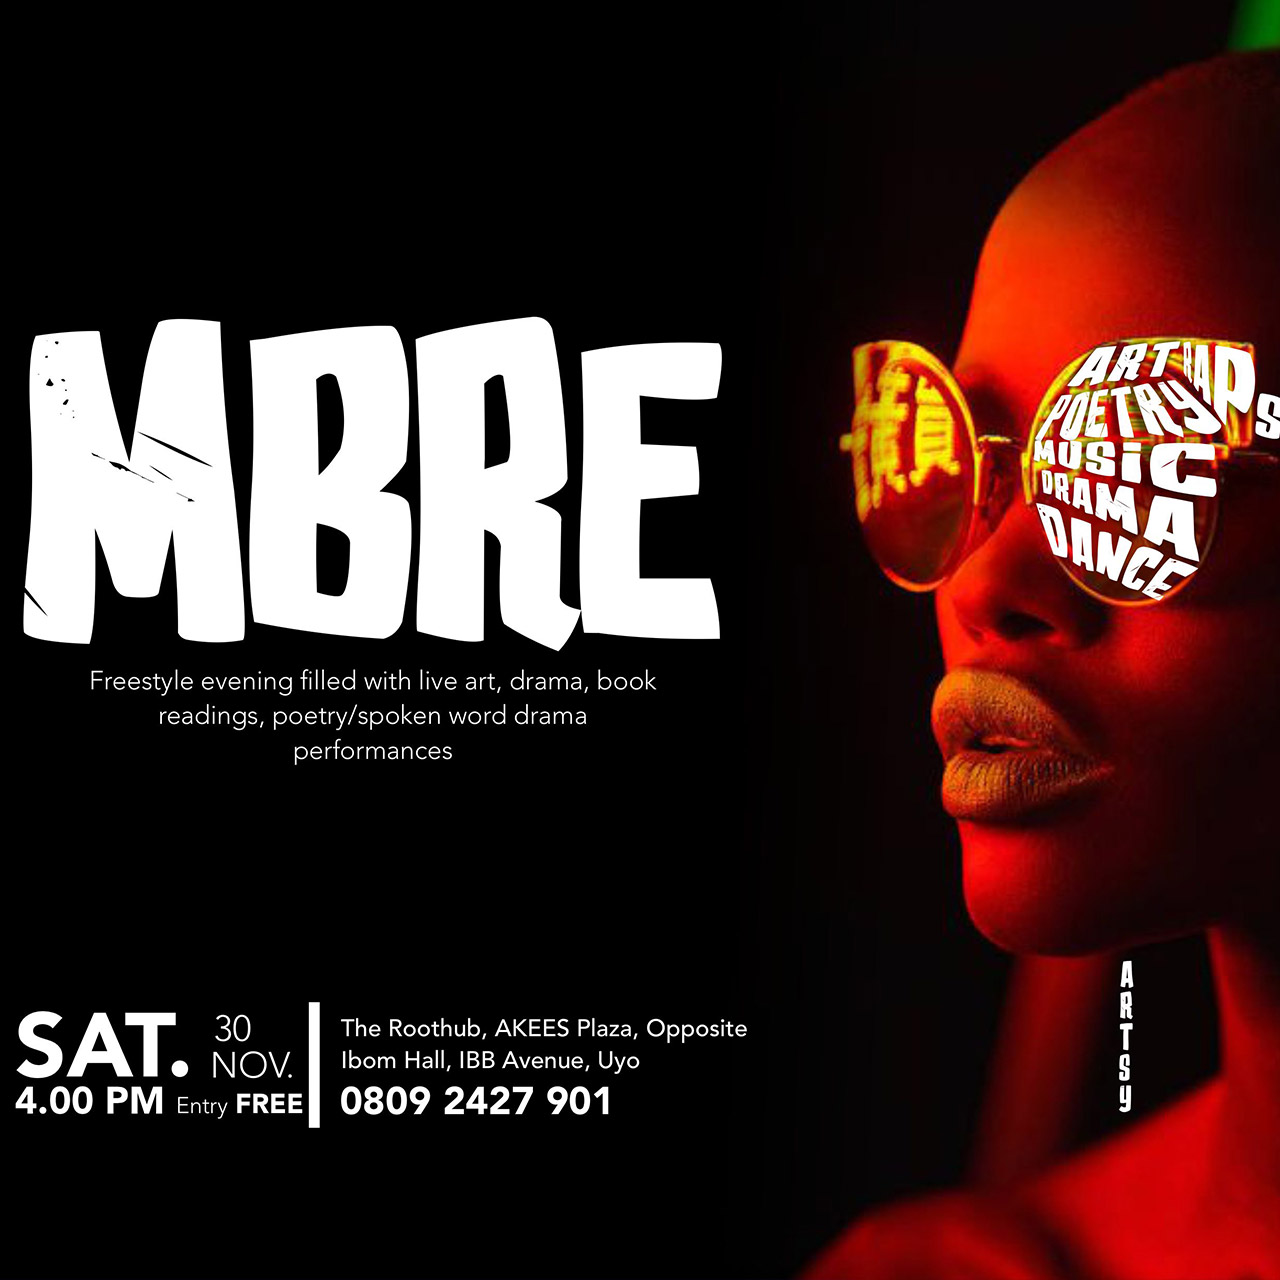 MBRE
Freestyle evening filled with live art, drama, book
readings, poetry/spoken word drama
performances
ART RAPS
POETRY
MUSIC
DRAMA
DANCE
ARTSY
SAT. 30
NOV.
4.00 PM Entry FREE
The Roothub, AKEES Plaza, Opposite
Ibom Hall, IBB Avenue, Uyo
0809 2427 901